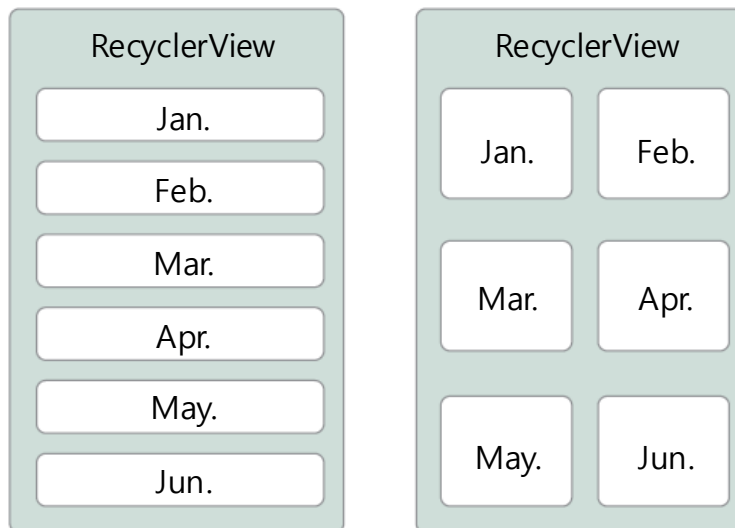 RecyclerView
Jan.
Feb.
Mar.
Apr.
May.
Jun.
RecyclerView
Jan. Feb.
Mar. Apr.
May. Jun.